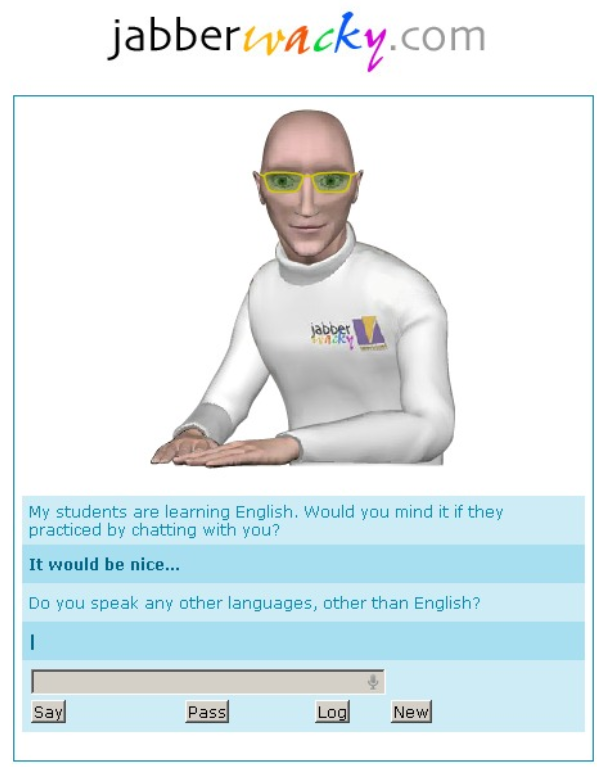 jabberwacky.com
jabber
wacky
My students are learning English. Would you mind it if they
practiced by chatting with you?
It would be nice...
Do you speak any other languages, other than English?
Say Pass Log New